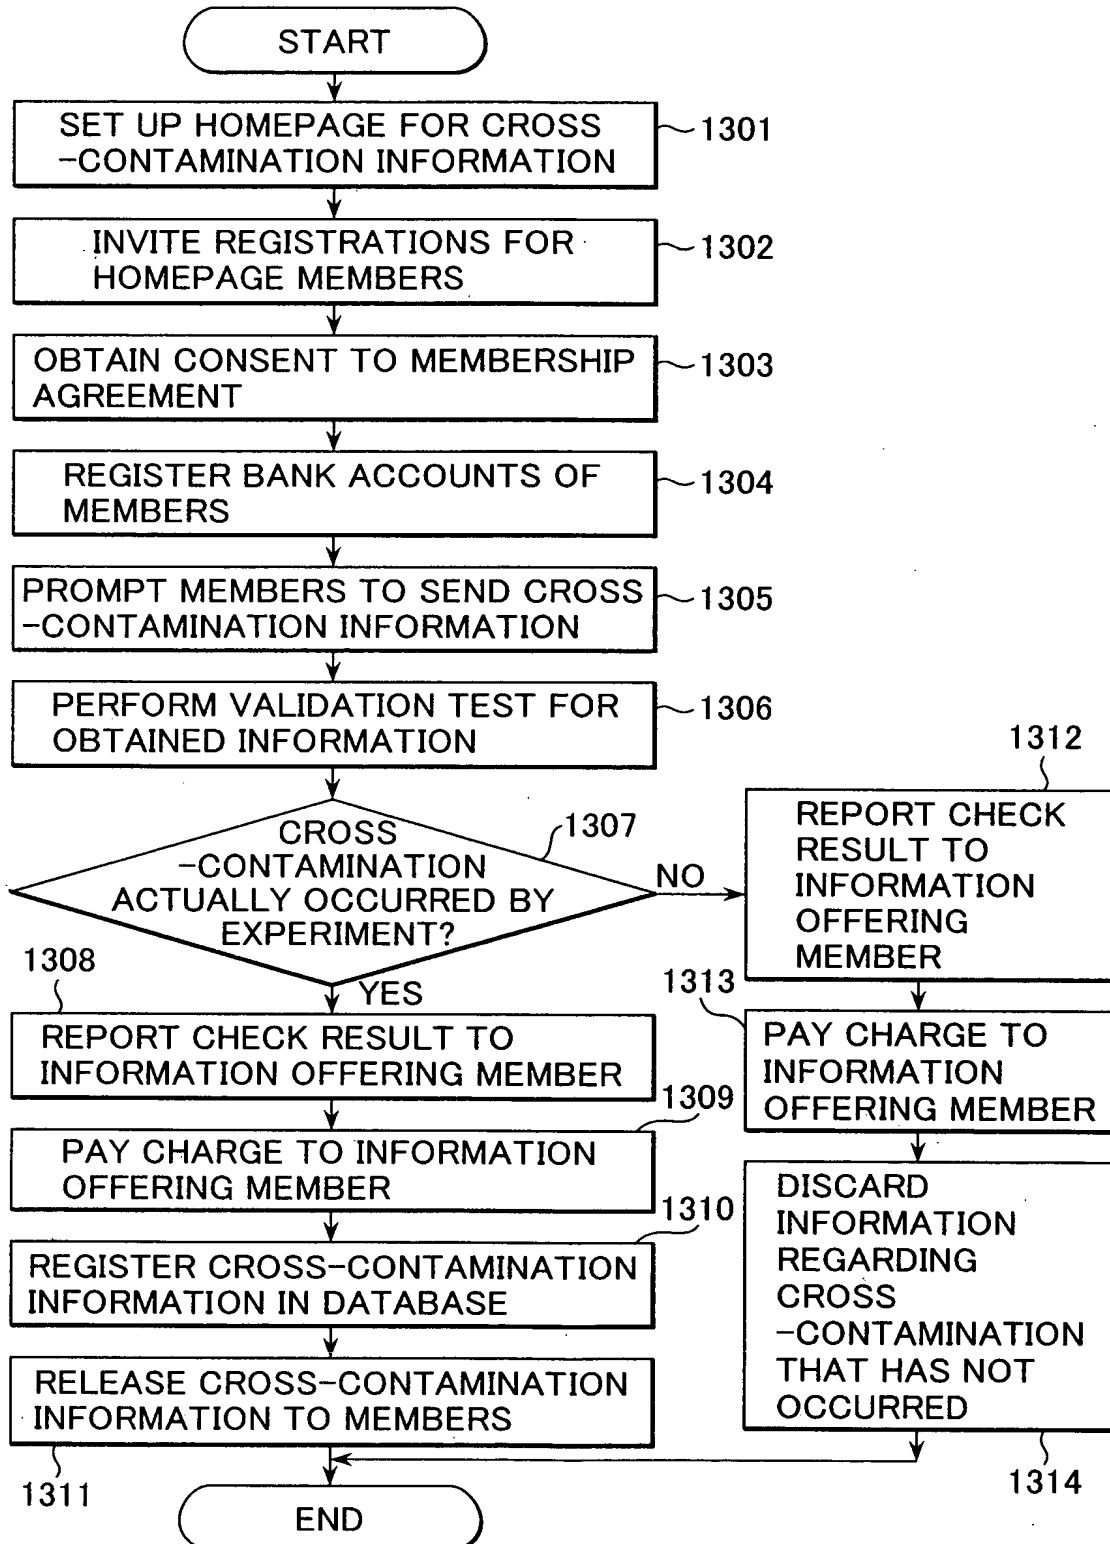 START
SET UP HOMEPAGE FOR CROSS
-CONTAMINATION INFORMATION
1301
INVITE REGISTRATIONS FOR
HOMEPAGE MEMBERS
1302
OBTAIN CONSENT TO MEMBERSHIP
AGREEMENT
1303
REGISTER BANK ACCOUNTS OF
MEMBERS
1304
PROMPT MEMBERS TO SEND CROSS
-CONTAMINATION INFORMATION
1305
PERFORM VALIDATION TEST FOR
OBTAINED INFORMATION
1306
CROSS
-CONTAMINATION
ACTUALLY OCCURRED BY
EXPERIMENT?
1307
NO
YES
1308
REPORT CHECK RESULT TO
INFORMATION OFFERING MEMBER
1309
PAY CHARGE TO INFORMATION
OFFERING MEMBER
1310
REGISTER CROSS-CONTAMINATION
INFORMATION IN DATABASE
RELEASE CROSS-CONTAMINATION
INFORMATION TO MEMBERS
1311
1312
REPORT CHECK
RESULT TO
INFORMATION
OFFERING
MEMBER
1313
PAY CHARGE TO
INFORMATION
OFFERING MEMBER
DISCARD
INFORMATION
REGARDING
CROSS
-CONTAMINATION
THAT HAS NOT
OCCURRED
1314
END